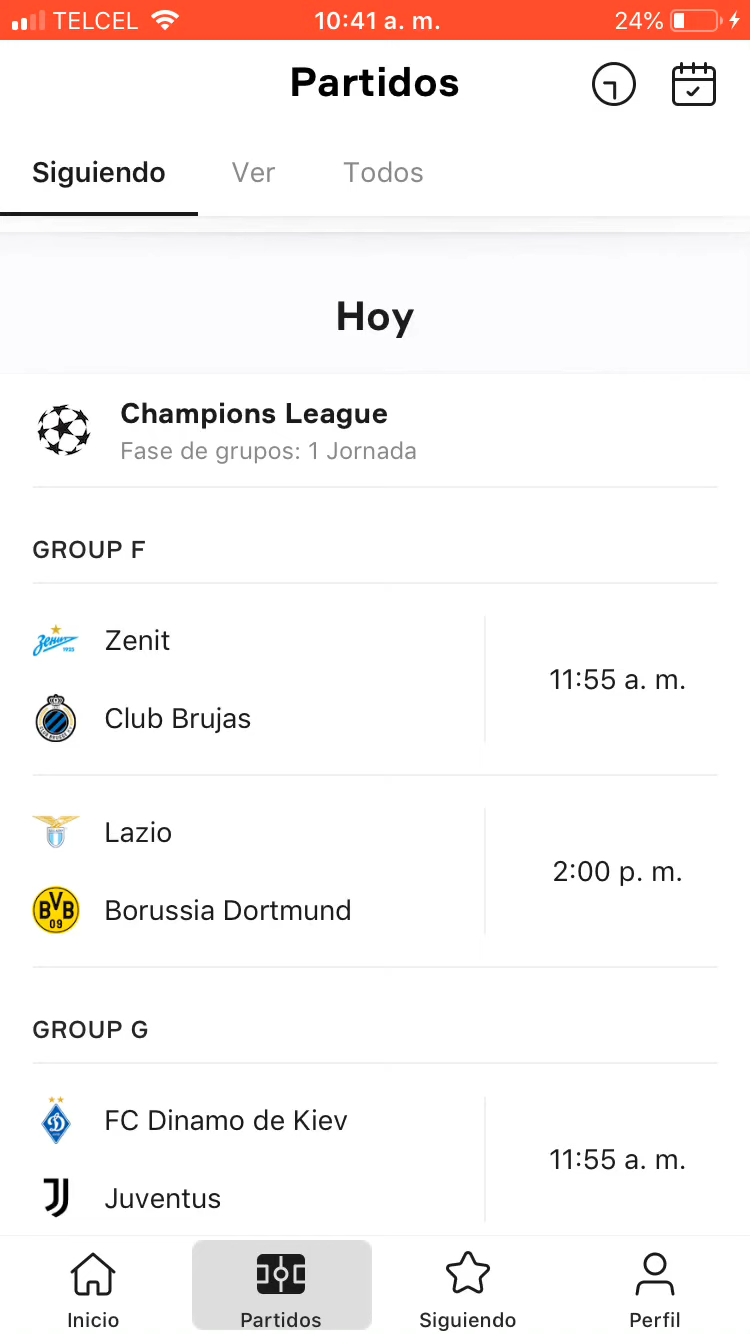 TELCEL 10:41 a. m. 24%
Partidos
Siguiendo Ver Todos
Hoy
Champions League
Fase de grupos: 1 Jornada
GROUP F
Zenit
11:55 a. m.
Club Brujas
Lazio
2:00 p. m.
BVB
09
Borussia Dortmund
GROUP G
FC Dinamo de Kiev
11:55 a. m.
Juventus
Inicio Partidos Siguiendo Perfil